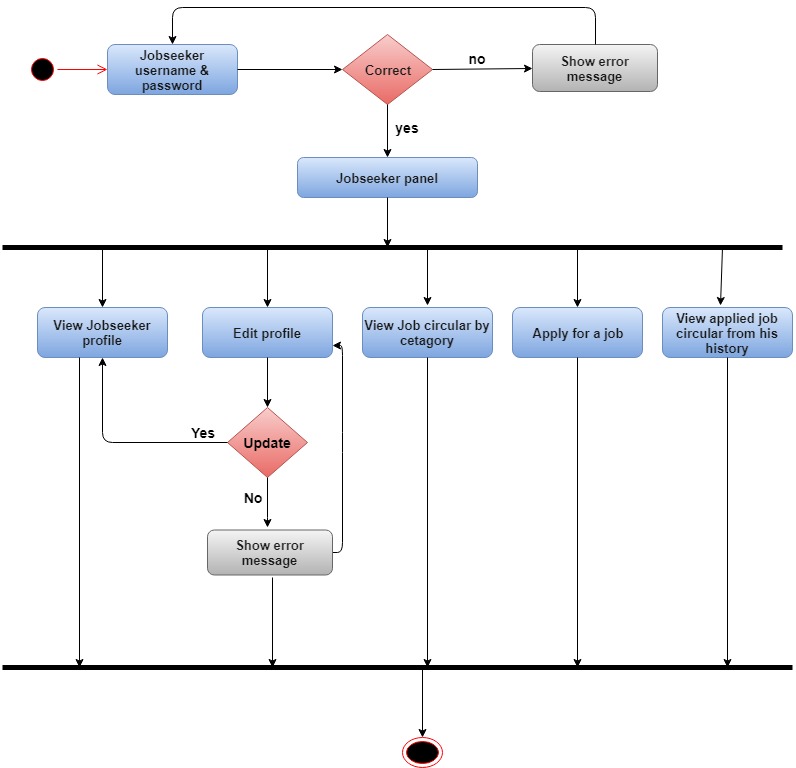 Jobseeker
username &
password
Correct
no
Show error
message
yes
Jobseeker panel
View Jobseeker
profile
Edit profile
View Job circular by
cetagory
Apply for a job
View applied job
circular from his
history
Yes
Update
No
Show error
message